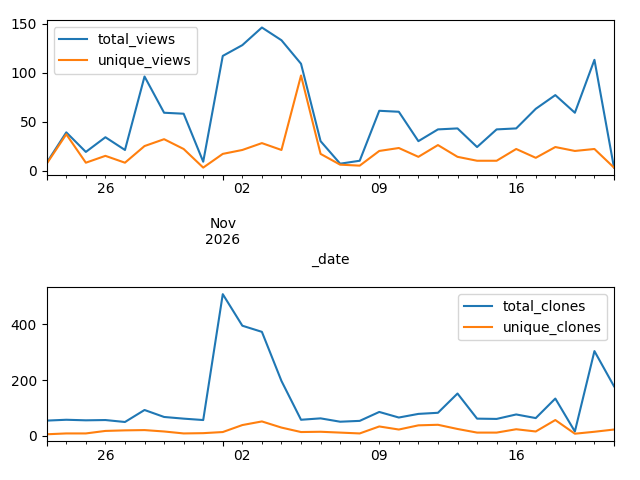 150
100
50
0
total_views
unique_views
26
02
09
16
Nov
2026
_date
400
200
0
total_clones
unique_clones
26
02
09
16